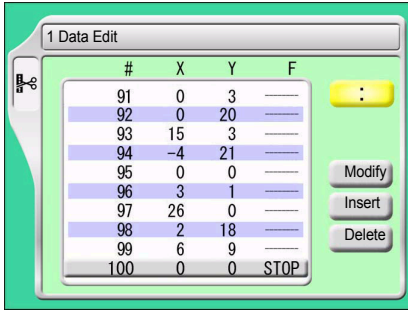 1 Data Edit
# X Y F
91 0 3 --------
92 0 20 --------
93 15 3 --------
94 -4 21 --------
95 0 0 --------
96 3 1 --------
97 26 0 --------
98 2 18 --------
99 6 9 --------
100 0 0 STOP
:
Modify
Insert
Delete